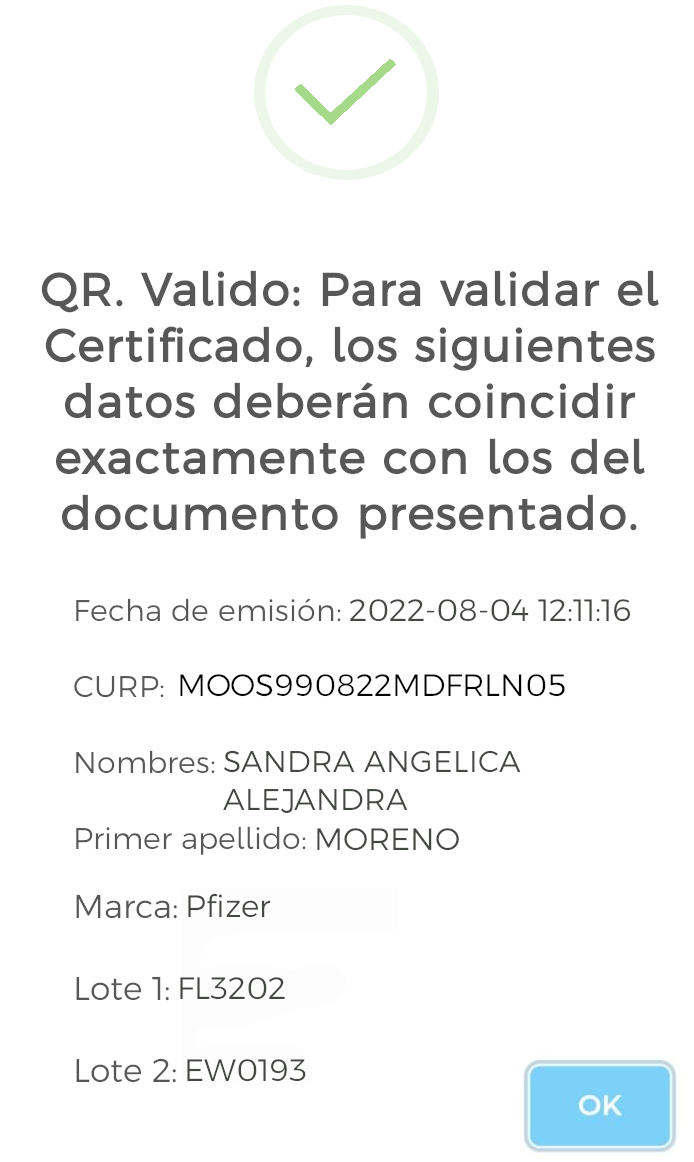 QR. Valido: Para validar el
Certificado, los siguientes
datos deberán coincidir
exactamente con los del
documento presentado.
Fecha de emisión: 2022-08-04 12:11:16
CURP: MOOS990822MDFRLN05
Nombres: SANDRA ANGELICA
ALEJANDRA
Primer apellido: MORENO
Marca: Pfizer
Lote 1: FL3202
Lote 2: EW0193
OK